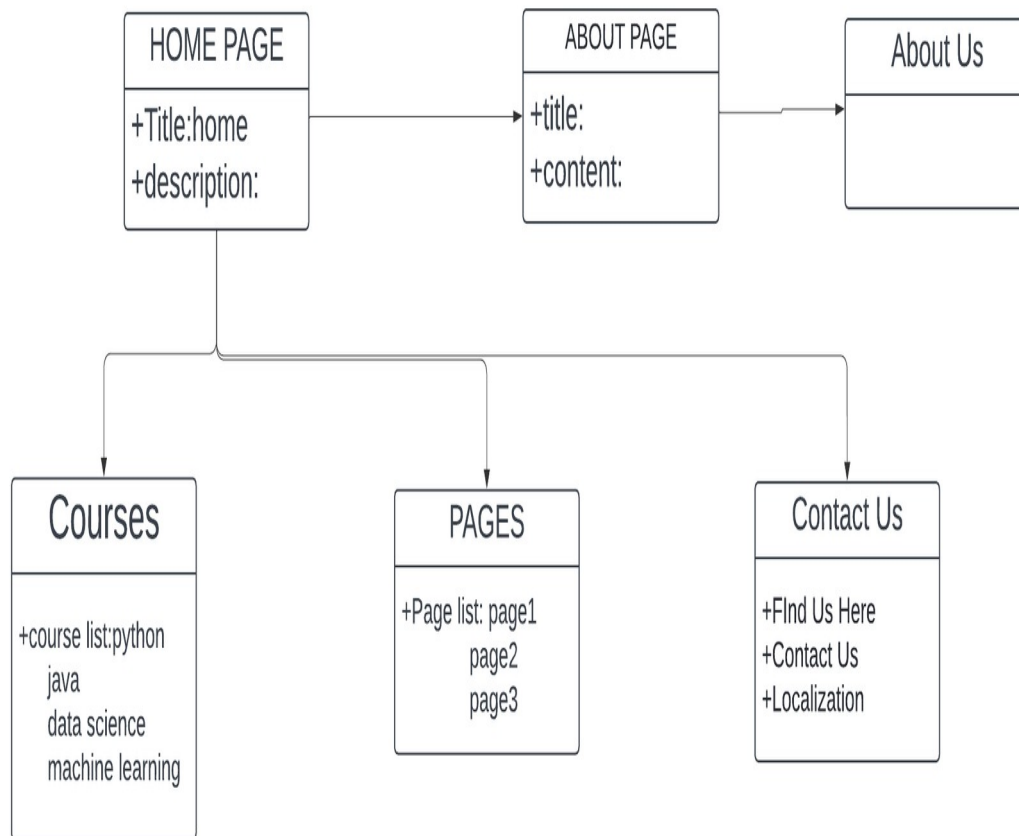 HOME PAGE
+Title:home
+description:
ABOUT PAGE
+title:
+content:
About Us
Courses
+course list:python
java
data science
machine learning
PAGES
+Page list: page1
page2
page3
Contact Us
+FInd Us Here
+Contact Us
+Localization